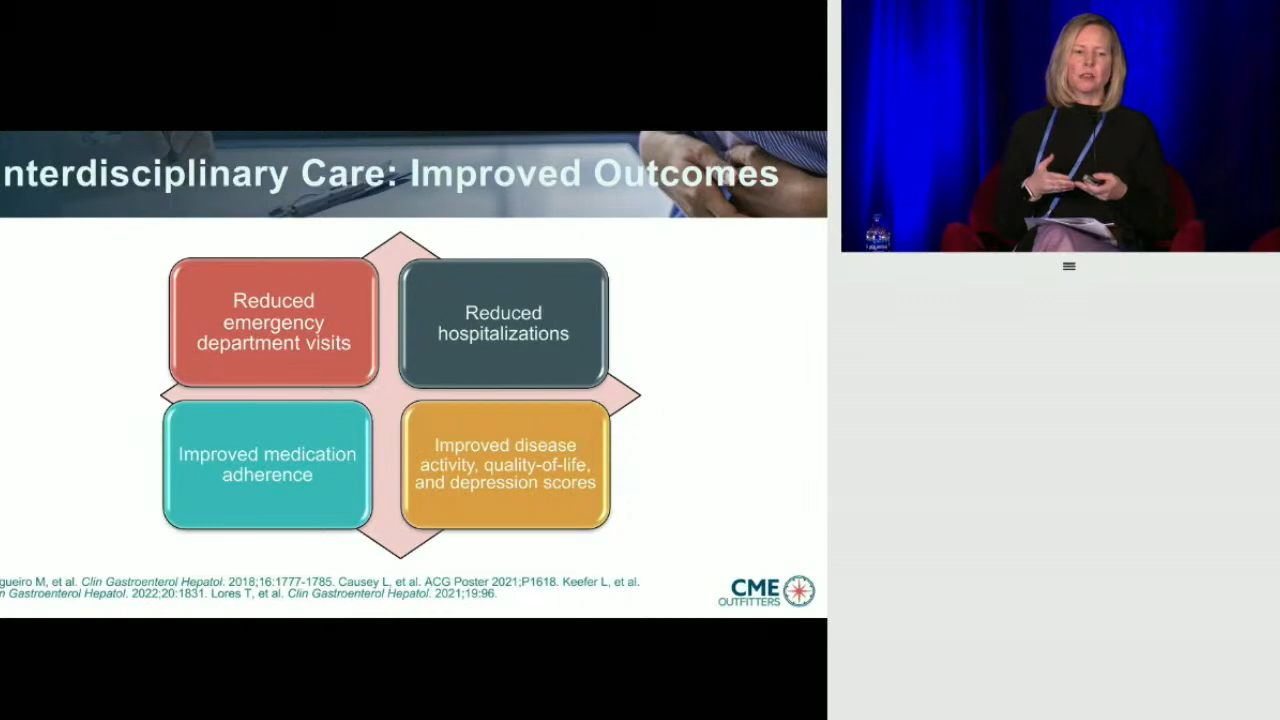 nterdisciplinary Care: Improved Outcomes
Reduced
emergency
department visits
Reduced
hospitalizations
Improved medication
adherence
Improved disease
activity, quality-of-life,
and depression scores
gueiro M, et al. Clin Gastroenterol Hepatol. 2018;16:1777-1785. Causey L, et al. ACG Poster 2021;P1618. Keefer L, et al.
n Gastroenterol Hepatol. 2022;20:1831. Lores T, et al. Clin Gastroenterol Hepatol. 2021;19:96.
CME
OUTFITTERS